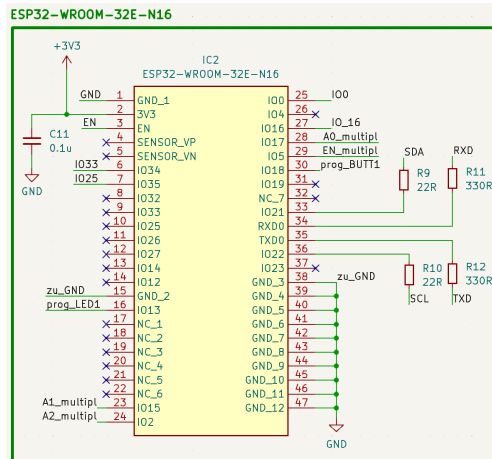 ESP32-WROOM-32E-N16
+3V3
IC2
ESP32-WROOM-32E-N16
GND 1 GND_1 IO0 25 IO0
2 3V3 IO4 26
EN 3 EN IO16 27 IO_16
4 SENSOR_VP IO17 28 A0_multipl
5 SENSOR_VN IO5 29 EN_multipl
IO33 6 IO34 IO18 30 prog_BUTT1
IO25 7 IO35 IO19 31
8 IO32 NC_7 32
9 IO33 IO21 33
10 IO25 RXD0 34
11 IO26 TXD0 35
12 IO27 IO22 36
13 IO14 IO23 37
14 IO12 GND_3 38 zu_GND
zu_GND 15 GND_2 GND_4 39
prog_LED1 16 IO13 GND_5 40
17 NC_1 GND_6 41
18 NC_2 GND_7 42
19 NC_3 GND_8 43
20 NC_4 GND_9 44
21 NC_5 GND_10 45
22 NC_6 GND_11 46
A1_multipl 23 IO15 GND_12 47
A2_multipl 24 IO2
C11
0.1u
GND
SDA
R9
22R
RXD
R11
330R
R10
22R
SCL
R12
330R
TXD
GND